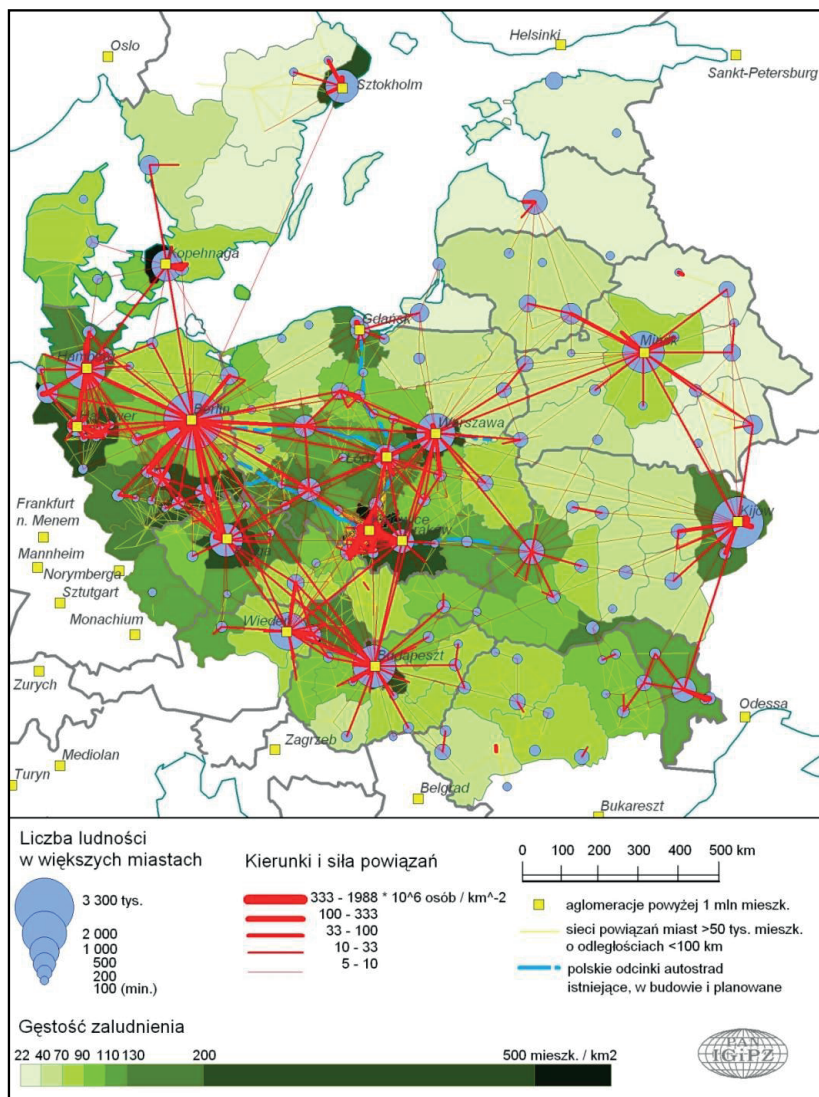 Oslo
Helsinki
Sankt-Petersburg
Sztokholm
Kopehnaga
Gdańsk
Mińsk
Hamburg
Berlin
Warszawa
Łódź
Kijów
Frankfurt
n. Menem
Mannheim
Norymberga
Sztutgart
Monachium
Wiedeń
Budapeszt
Zurych
Odessa
Zagrzeb
Mediolan
Turyn
Belgrad
Bukareszt
Liczba ludności
w większych miastach
3 300 tys.
2 000
1 000
500
200
100 (min.)
Kierunki i siła powiązań
333 - 1988 * 10^6 osób / km^-2
100 - 333
33 - 100
10 - 33
5 - 10
0 100 200 300 400 500 km
aglomeracje powyżej 1 mln mieszk.
sieci powiązań miast >50 tys. mieszk.
o odległościach <100 km
polskie odcinki autostrad
istniejące, w budowie i planowane
Gęstość zaludnienia
22 40 70 90 110 130 200 500 mieszk. / km2
PAN
IGiPZ